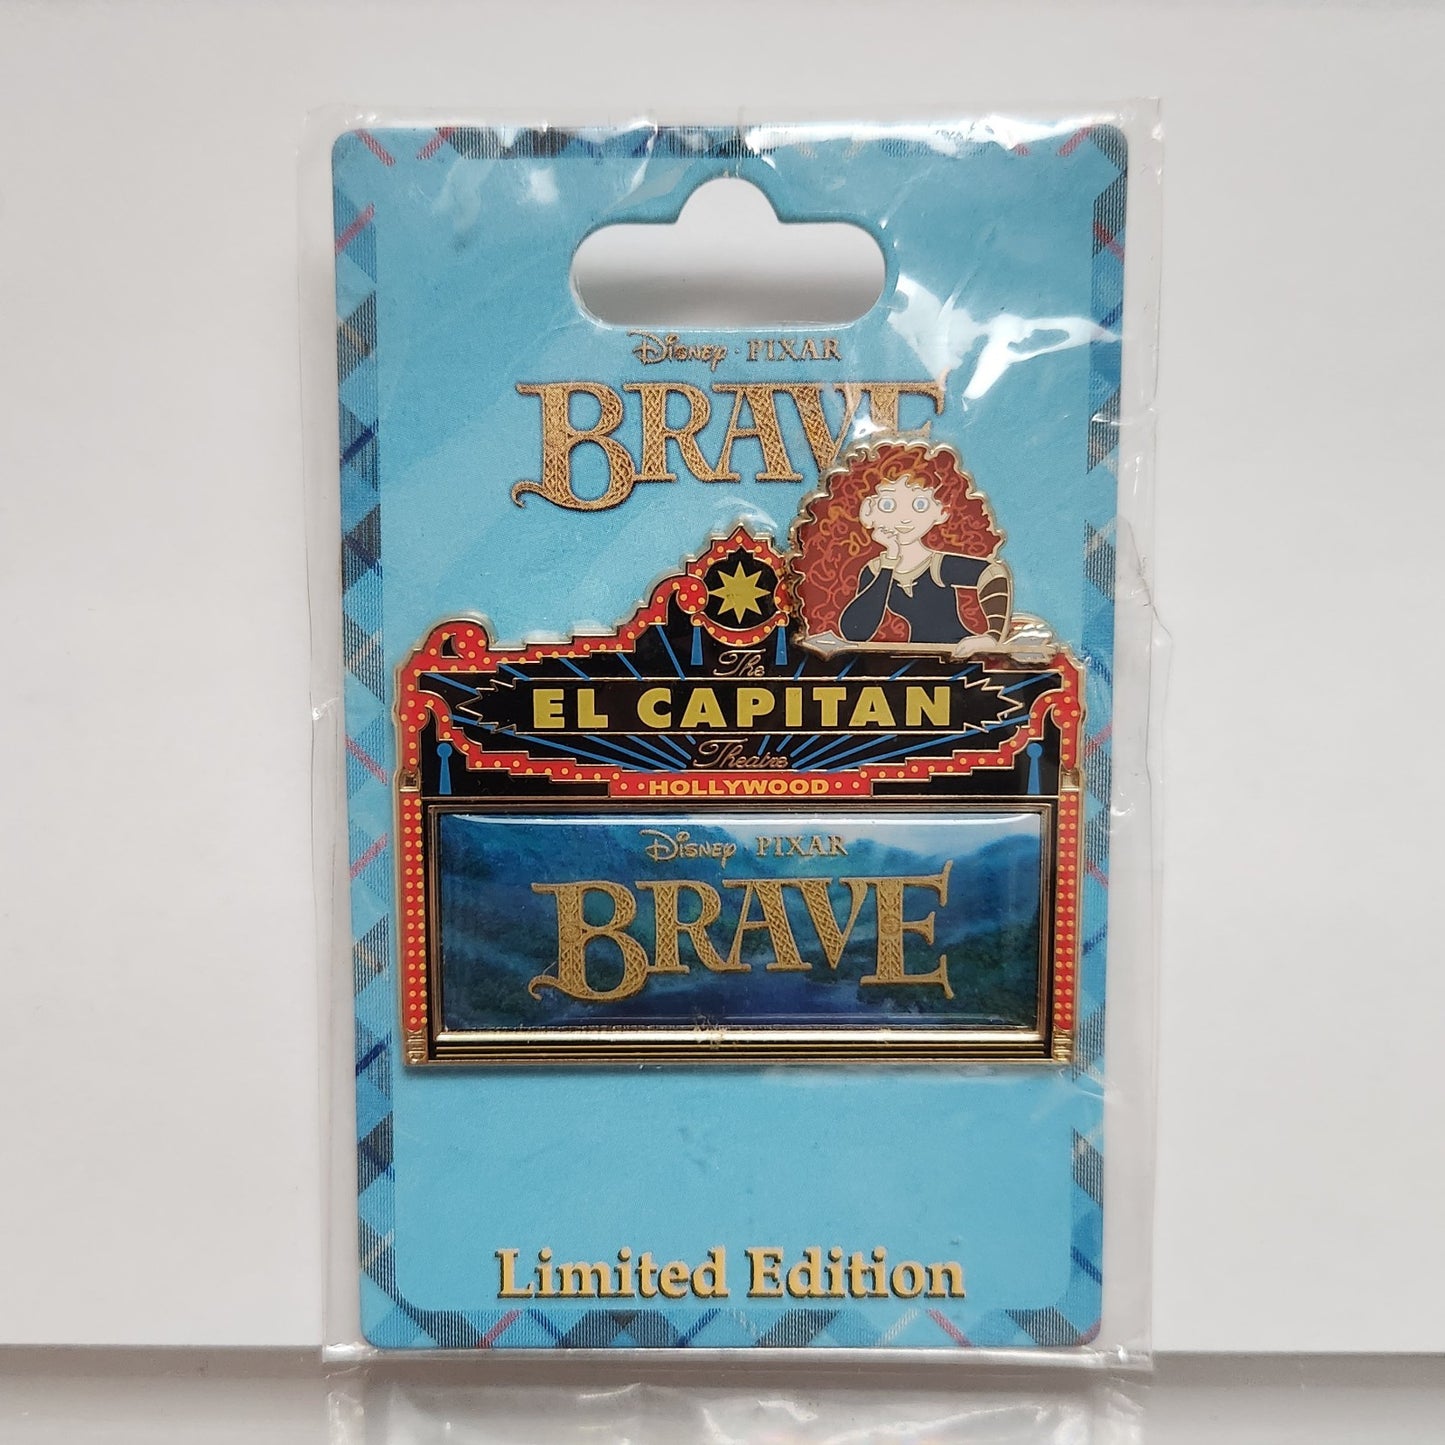 Disney · PIXAR
BRAVE
The
EL CAPITAN
Theatre
·· HOLLYWOOD ··
Disney · PIXAR
BRAVE
Limited Edition